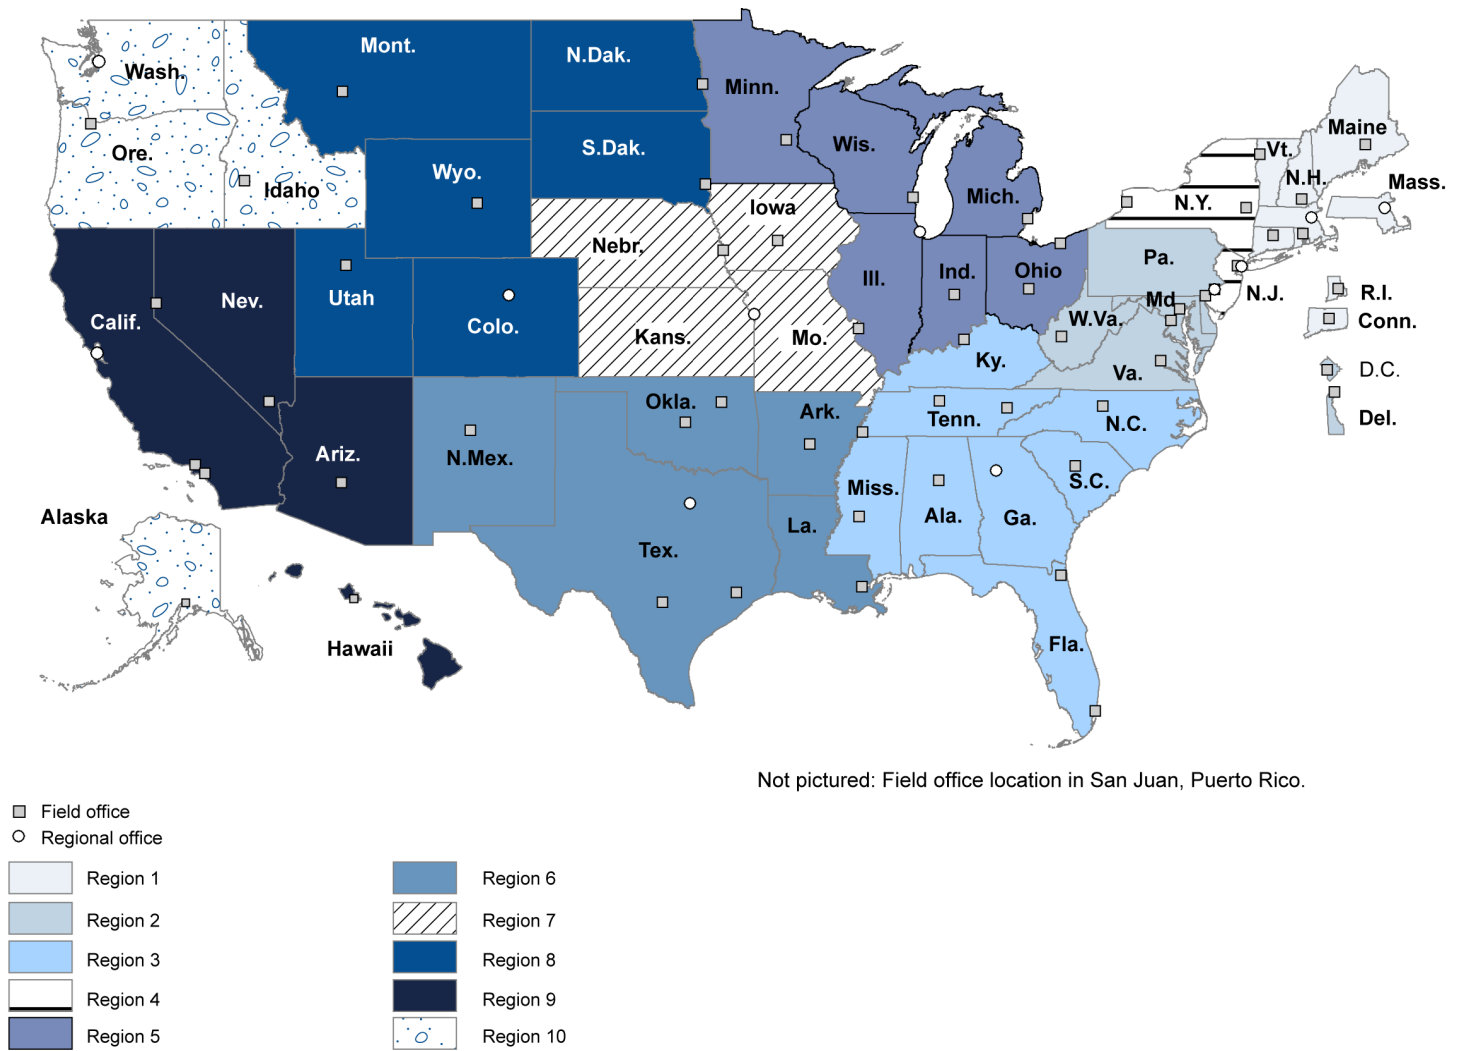 Mont.
N.Dak.
Minn.
Wash.
Ore.
Idaho
Wyo.
S.Dak.
Wis.
Mich.
Maine
Vt.
N.H.
Mass.
N.Y.
Iowa
Nebr.
Pa.
Ill.
Ind.
Ohio
Utah
Nev.
Calif.
Colo.
Kans.
Mo.
Md
N.J.
R.I.
W.Va.
Conn.
Ky.
Va.
D.C.
Okla.
Ark.
Tenn.
N.C.
Del.
Ariz.
N.Mex.
Miss.
S.C.
Alaska
Tex.
La.
Ala.
Ga.
Hawaii
Fla.
Not pictured: Field office location in San Juan, Puerto Rico.
Field office
Regional office
Region 1
Region 2
Region 3
Region 4
Region 5
Region 6
Region 7
Region 8
Region 9
Region 10